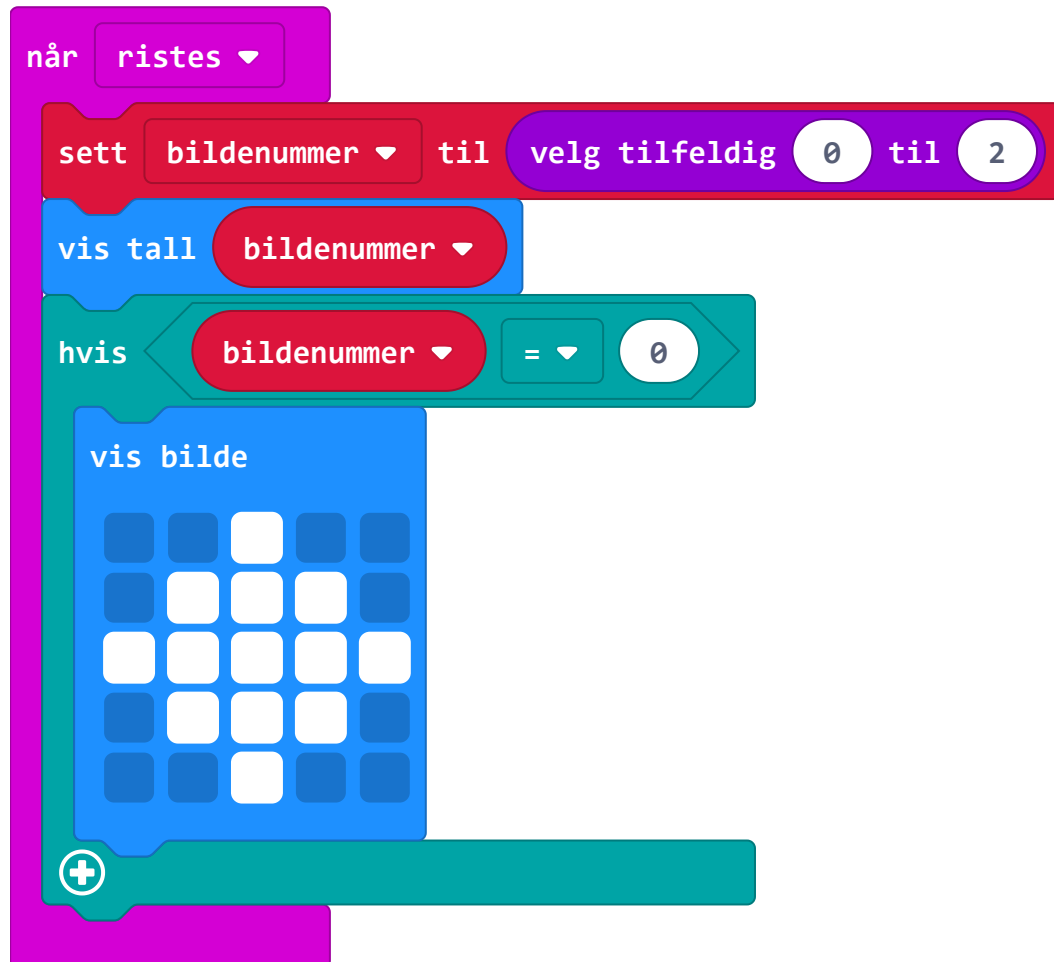 når ristes
sett bildenummer til velg tilfeldig 0 til 2
vis tall bildenummer
hvis bildenummer = 0
vis bilde